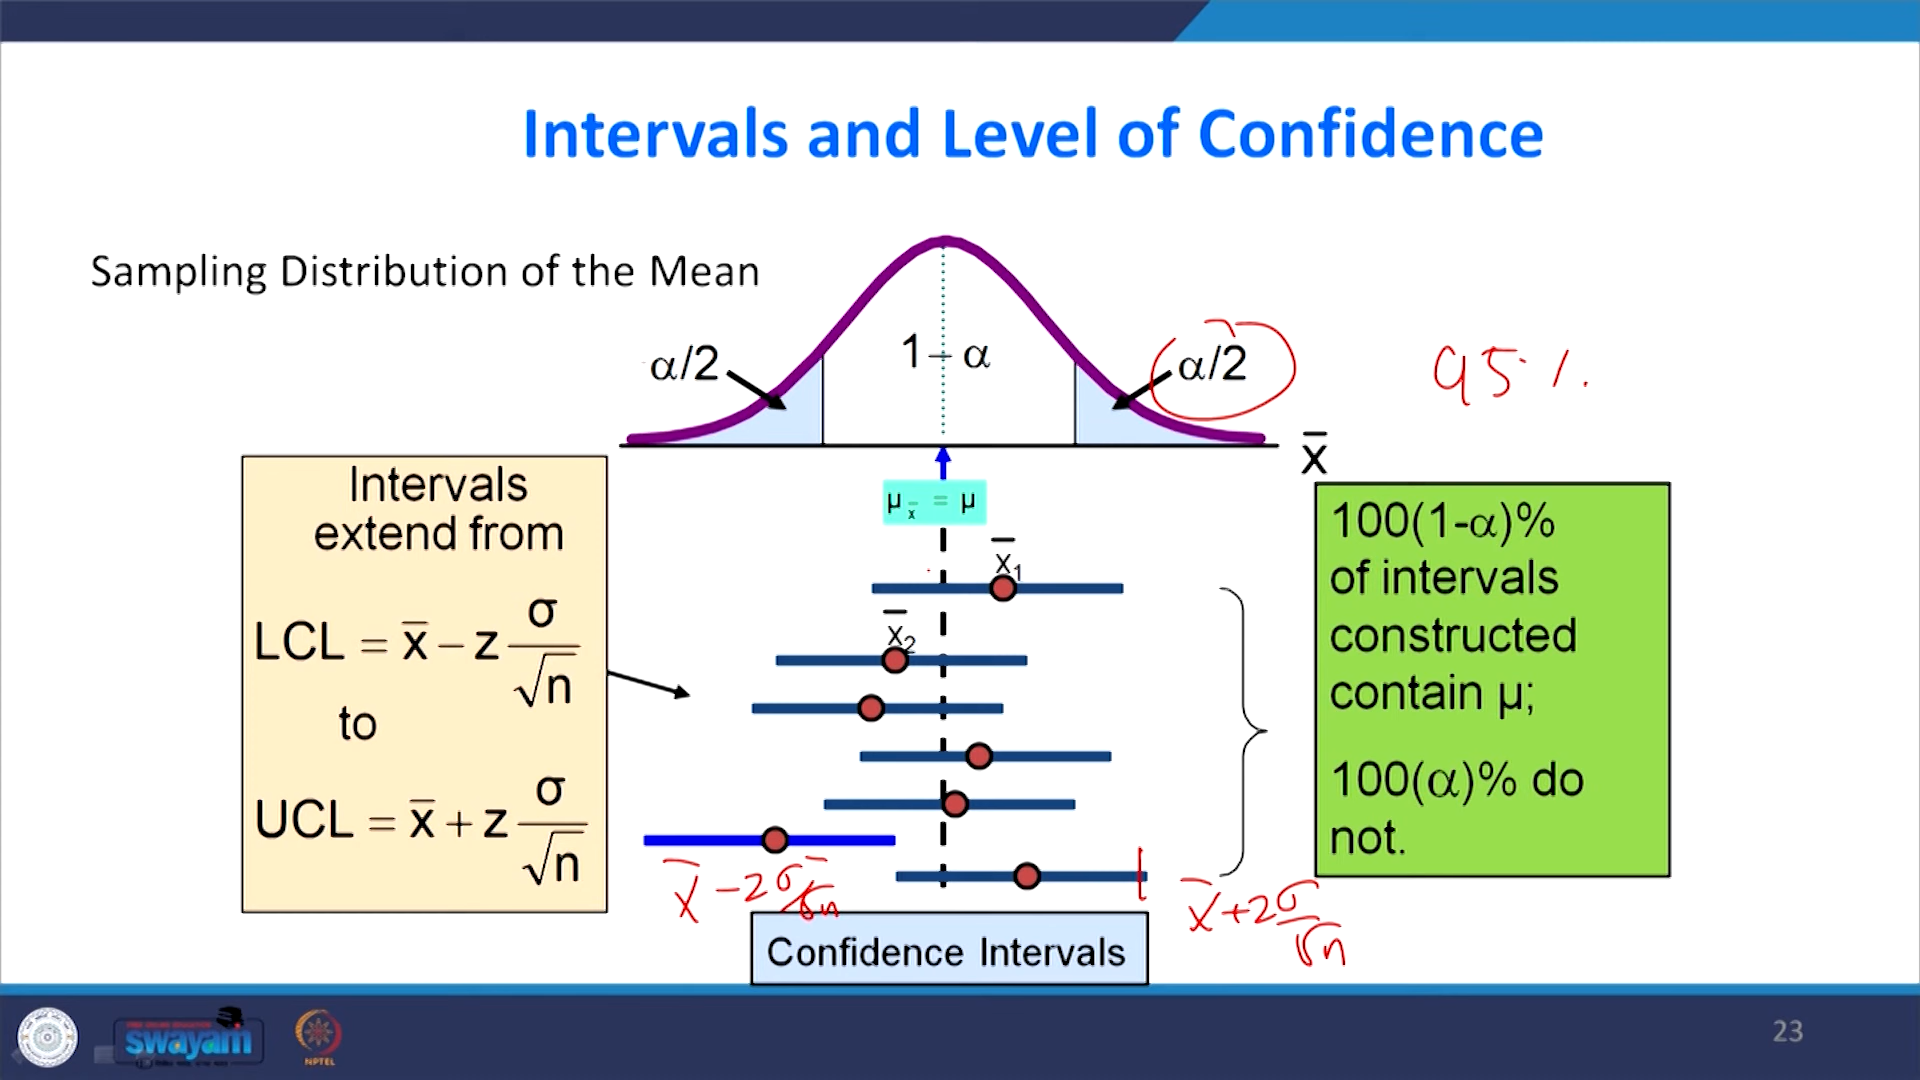 Intervals and Level of Confidence
Sampling Distribution of the Mean
α/2
1 – α
α/2
95 %
x̄
μx̄ = μ
Intervals
extend from
LCL = x̄ – z σ/√n
to
UCL = x̄ + z σ/√n
x̄₁
x̄₂
100(1-α)%
of intervals
constructed
contain μ;
100(α)% do
not.
x̄ – 2σ/√n
x̄ + 2σ/√n
Confidence Intervals
swayam
NPTEL
23